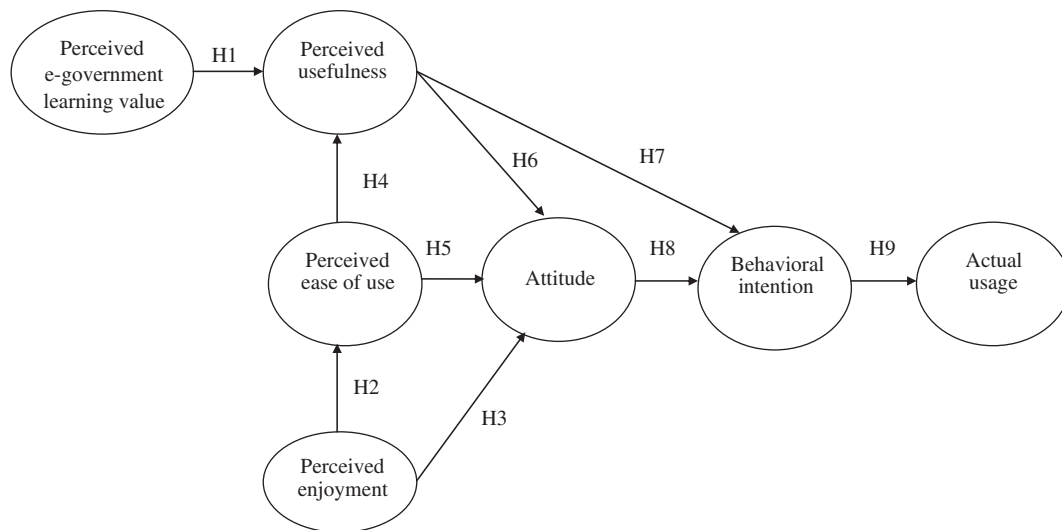 Perceived
e-government
learning value
H1
Perceived
usefulness
H6
H7
H4
Perceived
ease of use
H5
Attitude
H8
Behavioral
intention
H9
Actual
usage
H2
H3
Perceived
enjoyment